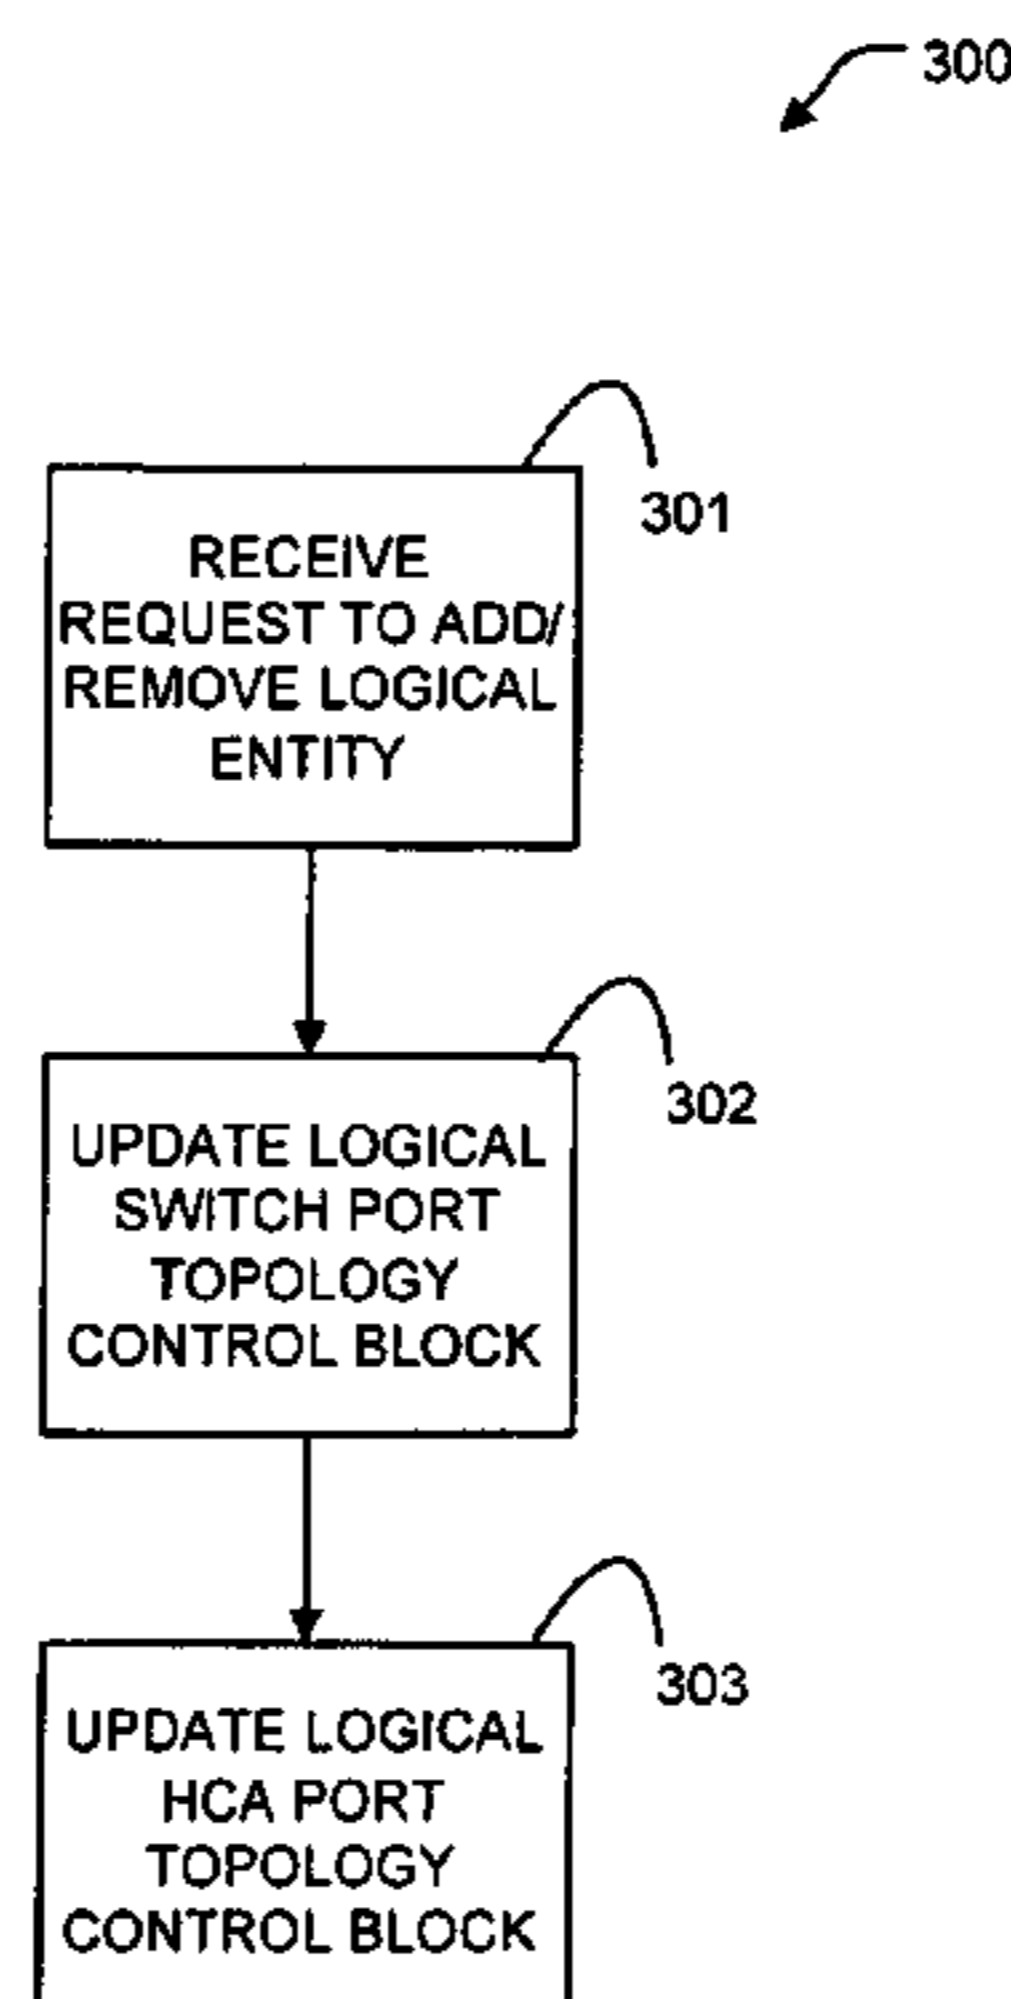 300
301
RECEIVE
REQUEST TO ADD/
REMOVE LOGICAL
ENTITY
302
UPDATE LOGICAL
SWITCH PORT
TOPOLOGY
CONTROL BLOCK
303
UPDATE LOGICAL
HCA PORT
TOPOLOGY
CONTROL BLOCK